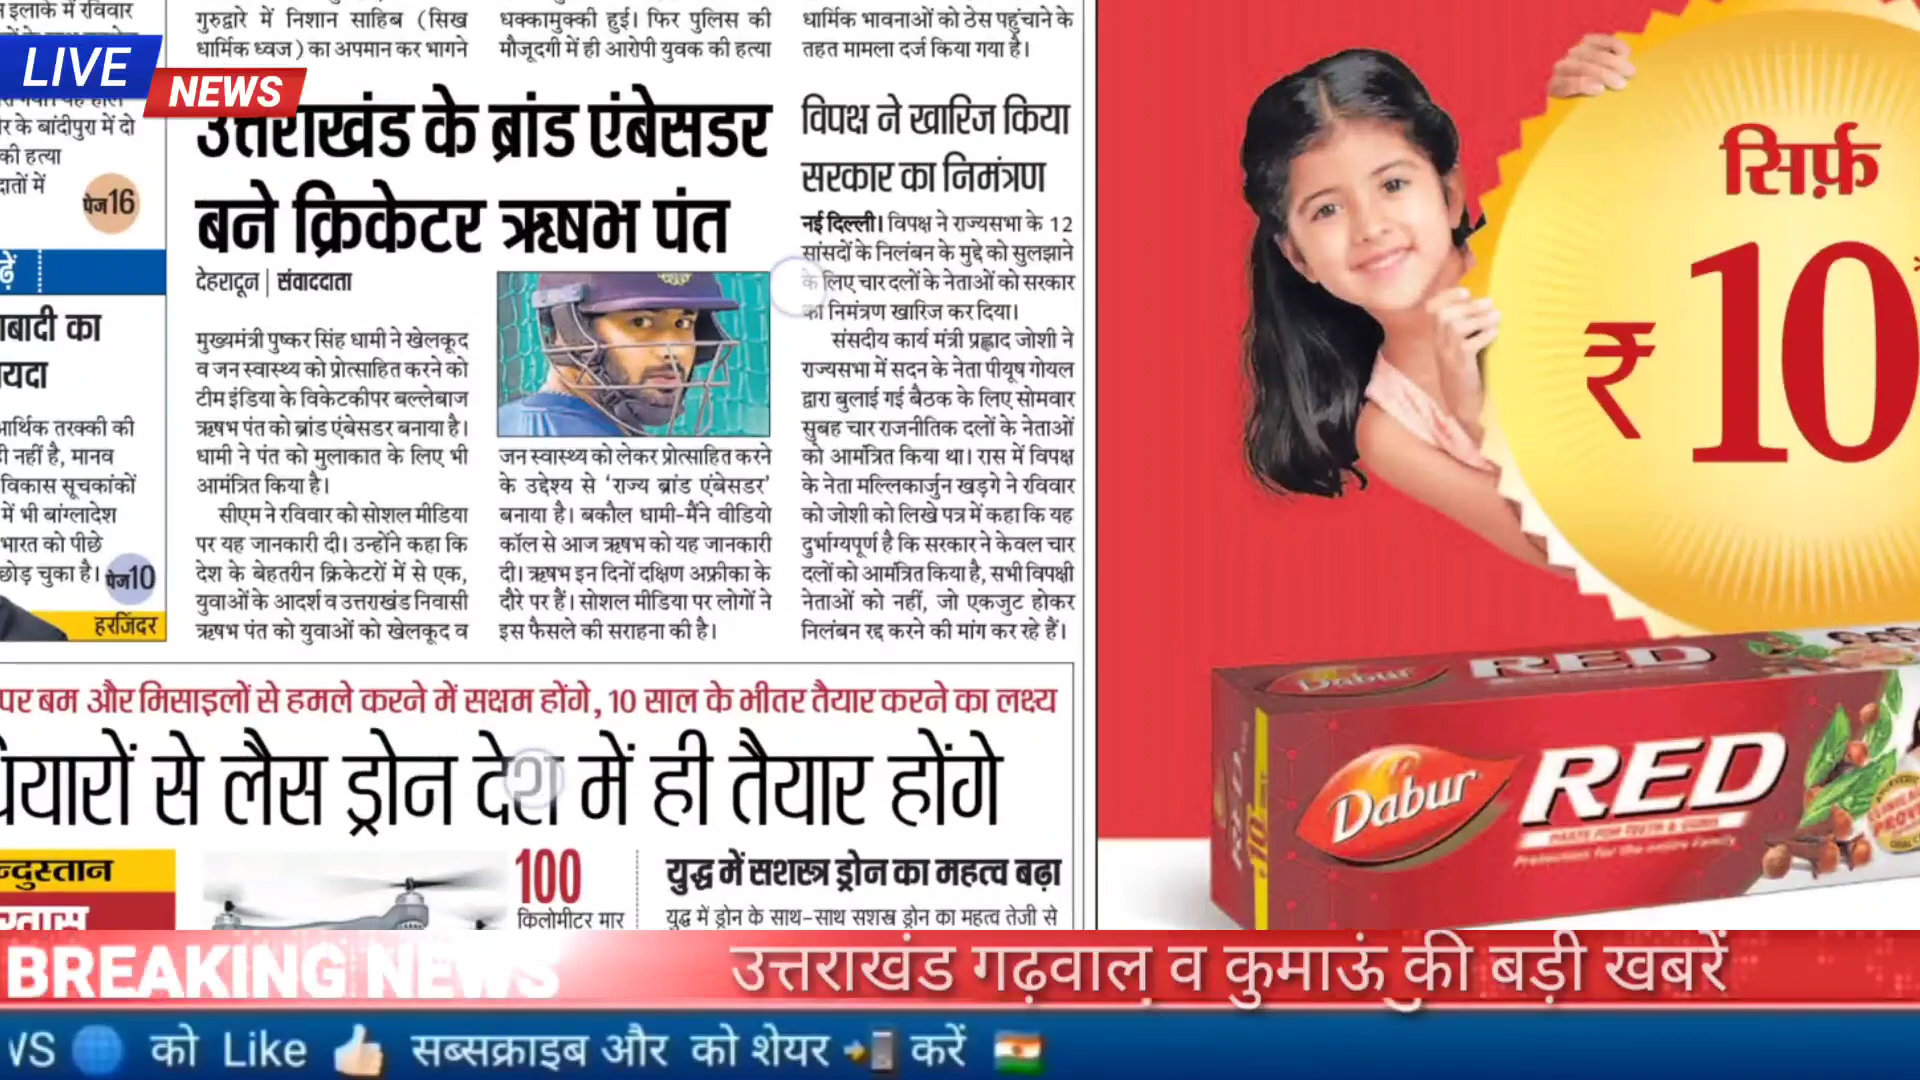 LIVE
NEWS
इलाके में रविवार
र के बांदीपुरा में दो
की हत्या
पेज16
आर्थिक तरक्की की
नहीं है, मानव
विकास सूचकांकों
में भी बांग्लादेश
भारत को पीछे
छोड़ चुका है।
पेज10
हरजिंदर
गुरुद्वारे में निशान साहिब (सिख
धार्मिक ध्वज) का अपमान कर भागने
धक्कामुक्की हुई। फिर पुलिस की
मौजूदगी में ही आरोपी युवक की हत्या
धार्मिक भावनाओं को ठेस पहुंचाने के
तहत मामला दर्ज किया गया है।
उत्तराखंड के ब्रांड एंबेसडर
बने क्रिकेटर ऋषभ पंत
देहरादून | संवाददाता
मुख्यमंत्री पुष्कर सिंह धामी ने खेलकूद
व जन स्वास्थ्य को प्रोत्साहित करने को
टीम इंडिया के विकेटकीपर बल्लेबाज
ऋषभ पंत को ब्रांड एंबेसडर बनाया है।
धामी ने पंत को मुलाकात के लिए भी
आमंत्रित किया है।
सीएम ने रविवार को सोशल मीडिया
पर यह जानकारी दी। उन्होंने कहा कि
देश के बेहतरीन क्रिकेटरों में से एक,
युवाओं के आदर्श व उत्तराखंड निवासी
ऋषभ पंत को युवाओं को खेलकूद व
जन स्वास्थ्य को लेकर प्रोत्साहित करने
के उद्देश्य से ‘राज्य ब्रांड एंबेसडर’
बनाया है। बकौल धामी-मैंने वीडियो
कॉल से आज ऋषभ को यह जानकारी
दी। ऋषभ इन दिनों दक्षिण अफ्रीका के
दौरे पर हैं। सोशल मीडिया पर लोगों ने
इस फैसले की सराहना की है।
विपक्ष ने खारिज किया
सरकार का निमंत्रण
नई दिल्ली। विपक्ष ने राज्यसभा के 12
सांसदों के निलंबन के मुद्दे को सुलझाने
के लिए चार दलों के नेताओं को सरकार
का निमंत्रण खारिज कर दिया।
संसदीय कार्य मंत्री प्रह्लाद जोशी ने
राज्यसभा में सदन के नेता पीयूष गोयल
द्वारा बुलाई गई बैठक के लिए सोमवार
सुबह चार राजनीतिक दलों के नेताओं
को आमंत्रित किया था। रास में विपक्ष
के नेता मल्लिकार्जुन खड़गे ने रविवार
को जोशी को लिखे पत्र में कहा कि यह
दुर्भाग्यपूर्ण है कि सरकार ने केवल चार
दलों को आमंत्रित किया है, सभी विपक्षी
नेताओं को नहीं, जो एकजुट होकर
निलंबन रद्द करने की मांग कर रहे हैं।
पर बम और मिसाइलों से हमले करने में सक्षम होंगे, 10 साल के भीतर तैयार करने का लक्ष्य
से लैस ड्रोन देश में ही तैयार होंगे
100
किलोमीटर मार
युद्ध में सशस्त्र ड्रोन का महत्व बढ़ा
युद्ध में ड्रोन के साथ-साथ सशस्त्र ड्रोन का महत्व तेजी से
सिर्फ़
₹ 10*
Dabur RED
Dabur RED
BREAKING NEWS
उत्तराखंड गढ़वाल व कुमाऊं की बड़ी खबरें
को Like 👍🏻 सब्सक्राइब और को शेयर 📲 करें 🇮🇳